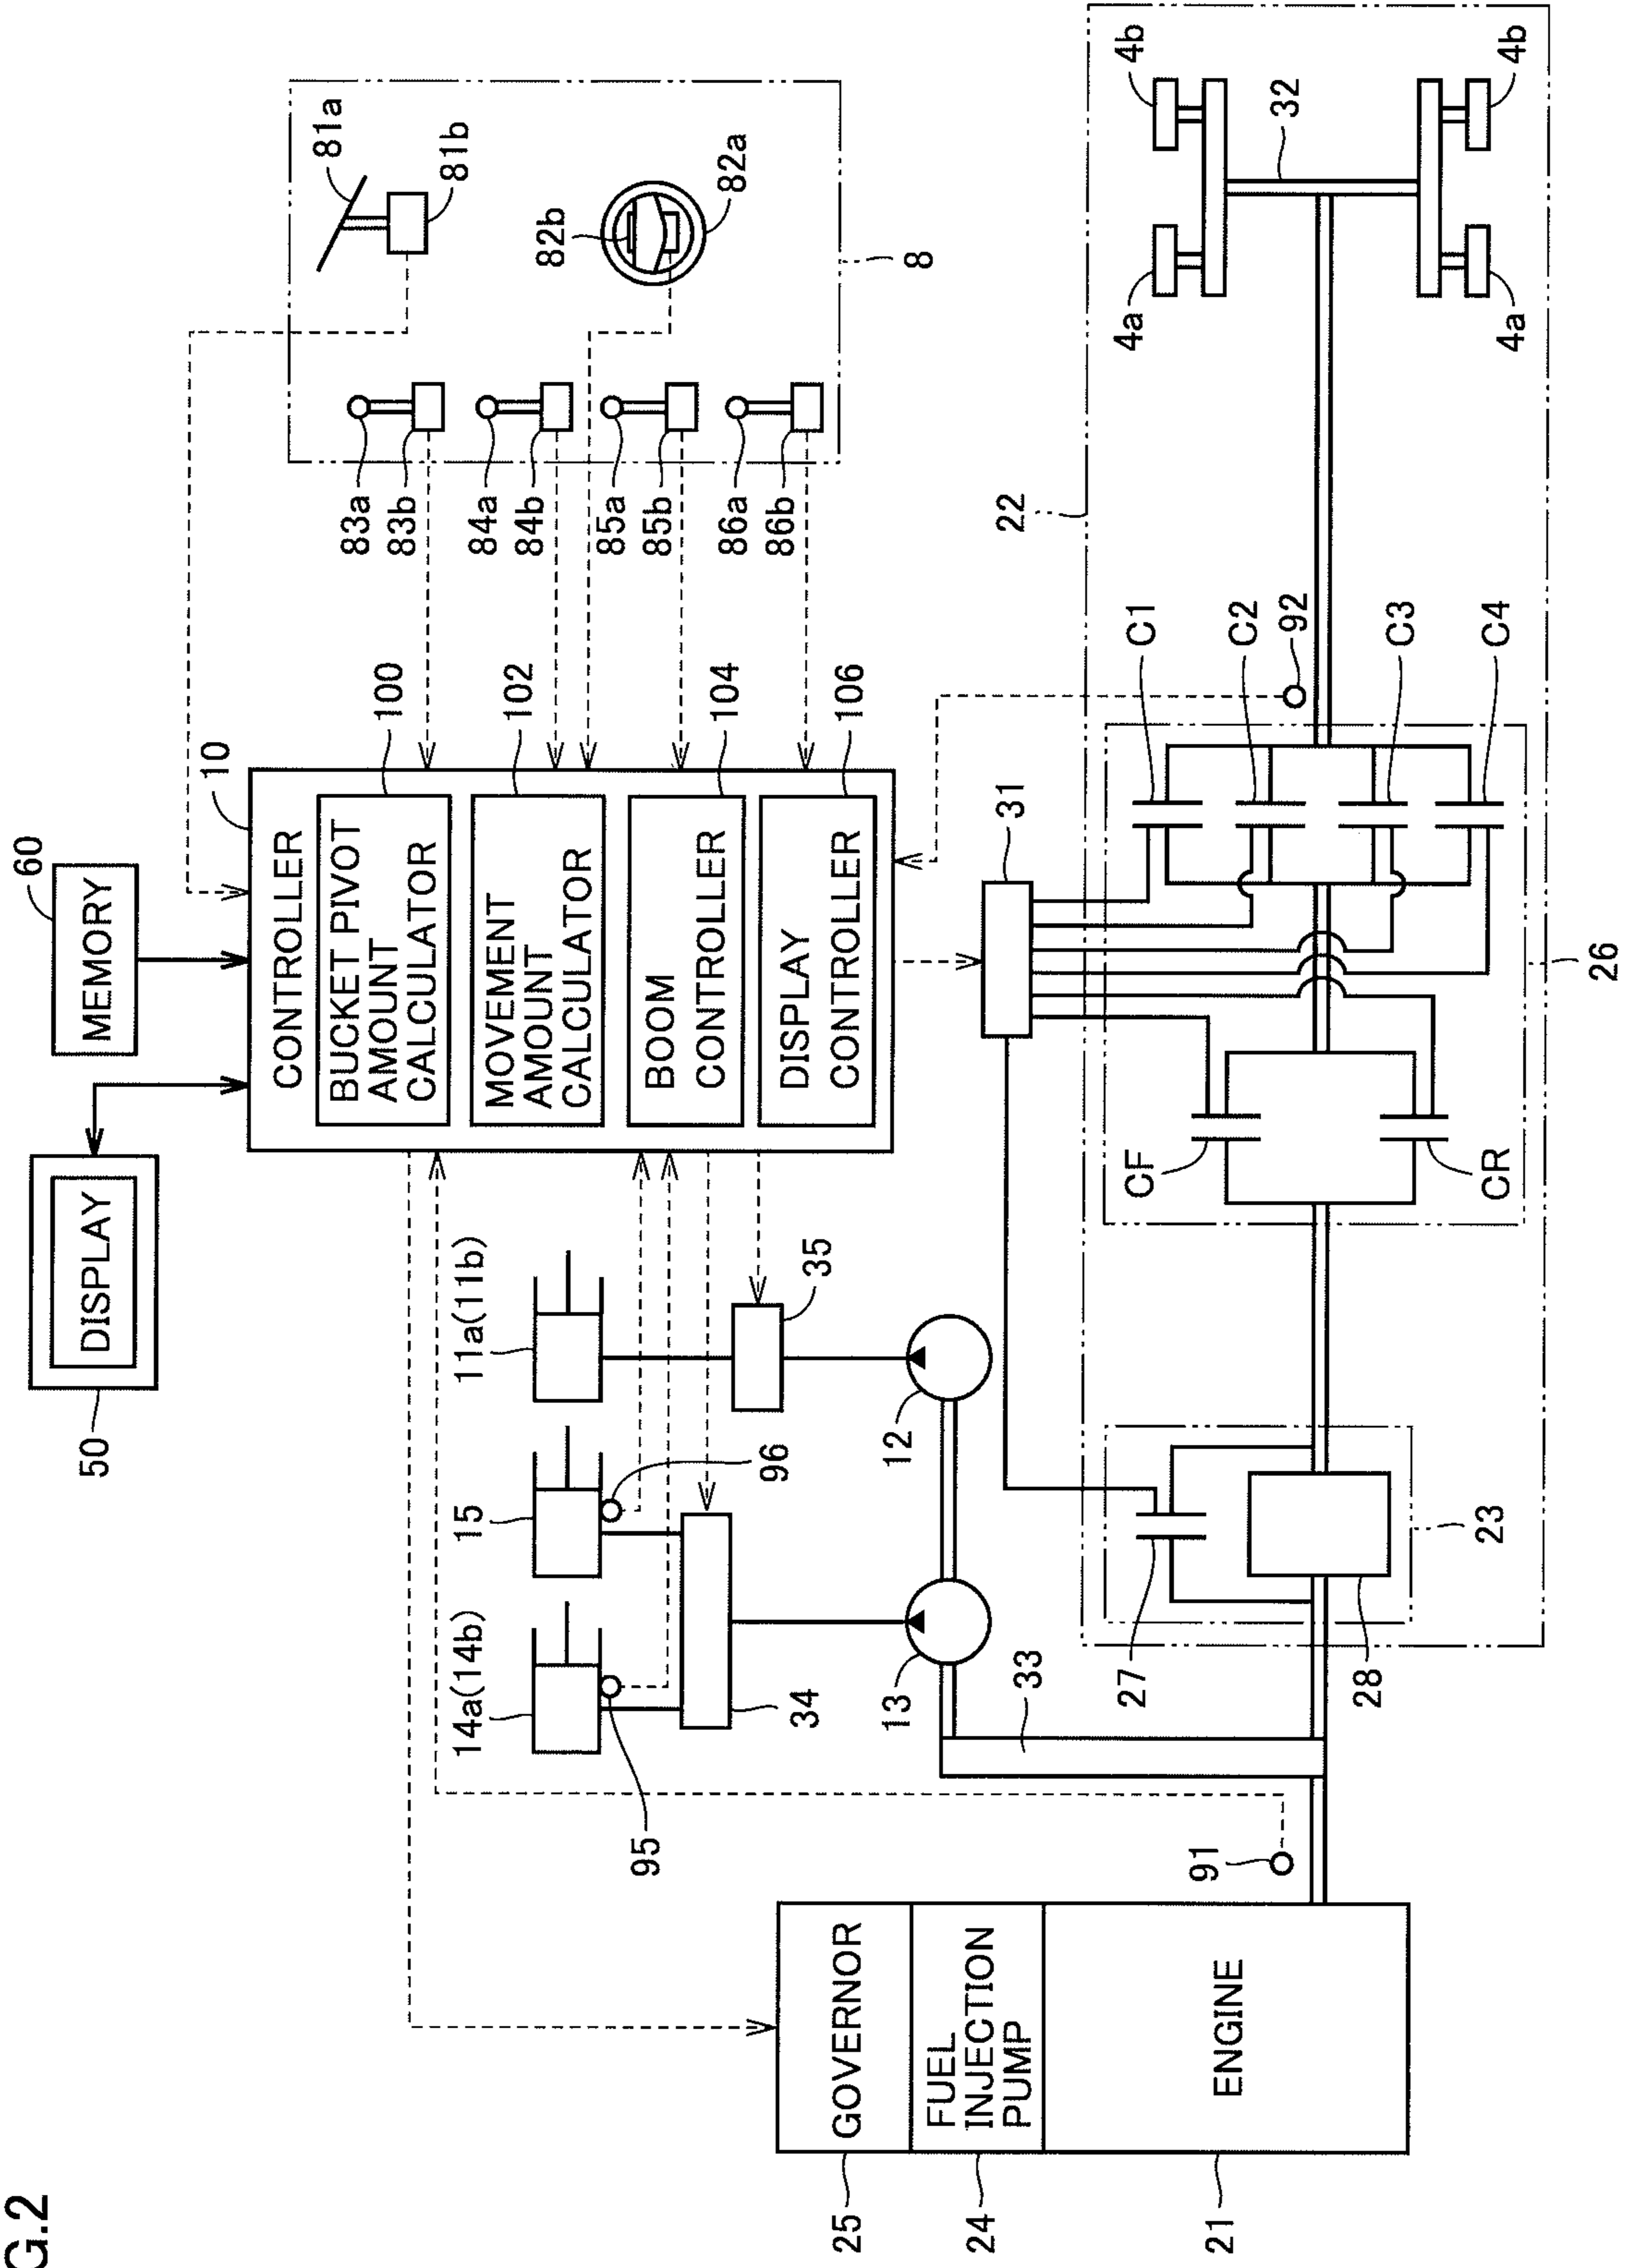 G.2
50
DISPLAY
60
MEMORY
10
CONTROLLER
BUCKET PIVOT
AMOUNT
CALCULATOR
100
MOVEMENT
AMOUNT
CALCULATOR
102
BOOM
CONTROLLER
104
DISPLAY
CONTROLLER
106
81a
81b
82b
82a
8
83a
83b
84a
84b
85a
85b
86a
86b
14a(14b)
15
11a(11b)
95
96
34
35
13
12
33
31
25
GOVERNOR
24
FUEL
INJECTION
PUMP
21
ENGINE
91
27
28
23
CF
CR
26
C1
C2
C3
C4
92
22
32
4a
4b
4a
4b